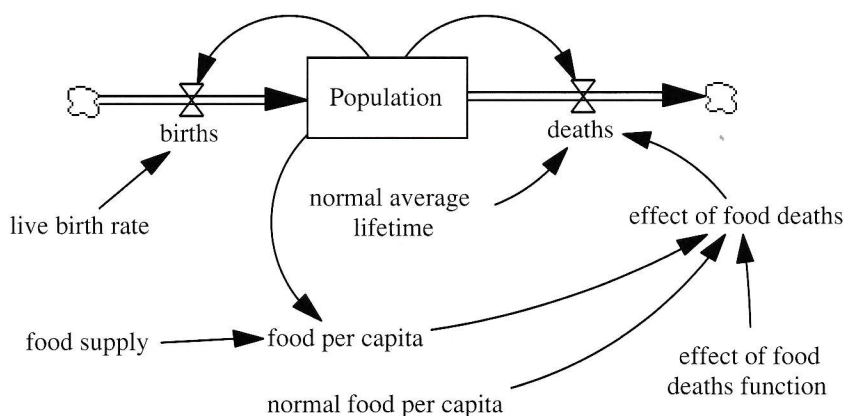 Population
births
deaths
live birth rate
normal average
lifetime
effect of food deaths
food supply
food per capita
effect of food
deaths function
normal food per capita